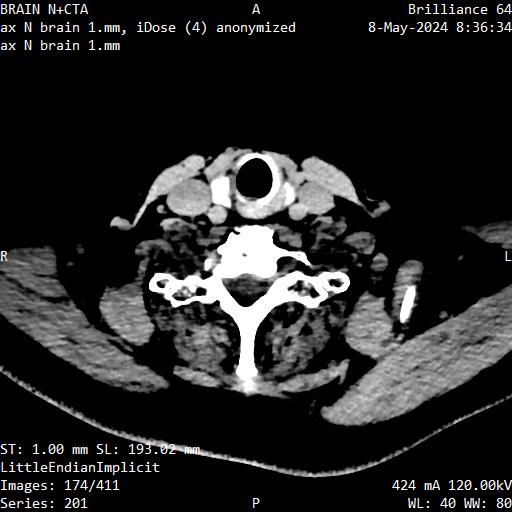 BRAIN N+CTA A Brilliance 64
ax N brain 1.mm, iDose (4) anonymized 8-May-2024 8:36:34
ax N brain 1.mm
R L
ST: 1.00 mm SL: 193.02 mm
LittleEndianImplicit
Images: 174/411 424 mA 120.00kV
Series: 201 P WL: 40 WW: 80